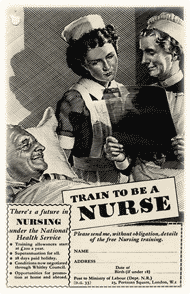 TRAIN TO BE A
NURSE
There's a future in
NURSING
under the National
Health Service
Training allowances start
at £200 a year.
Superannuation for all.
28 days paid holiday.
Conditions now negotiated
through Whitley Council.
Opportunities for promotion
at home and abroad.
Please send me, without obligation, details
of the free Nursing training.
NAME
ADDRESS
Date of
Birth (if under 18)
Post to Ministry of Labour (Dept. N.R.)
23, Portman Square, London, W.1